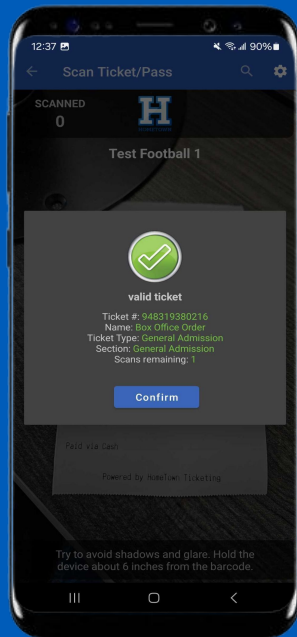 12:37
90%
Scan Ticket/Pass
SCANNED
0
H
Test Football 1
valid ticket
Ticket #: 948319380216
Name: Box Office Order
Ticket Type: General Admission
Section: General Admission
Scans remaining: 1
Confirm
Paid via Cash
Powered by HomeTown Ticketing
Try to avoid shadows and glare. Hold the
device about 6 inches from the barcode.